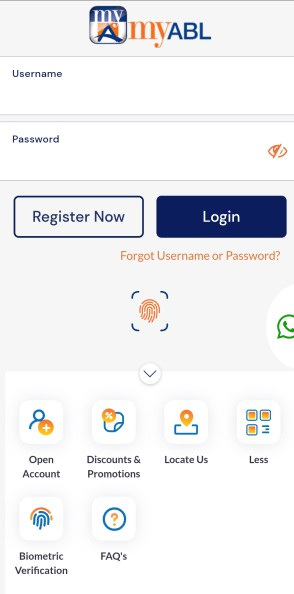 my myABL
Username
Password
Register Now Login
Forgot Username or Password?
Open Discounts & Locate Us Less
Account Promotions
Biometric FAQ's
Verification